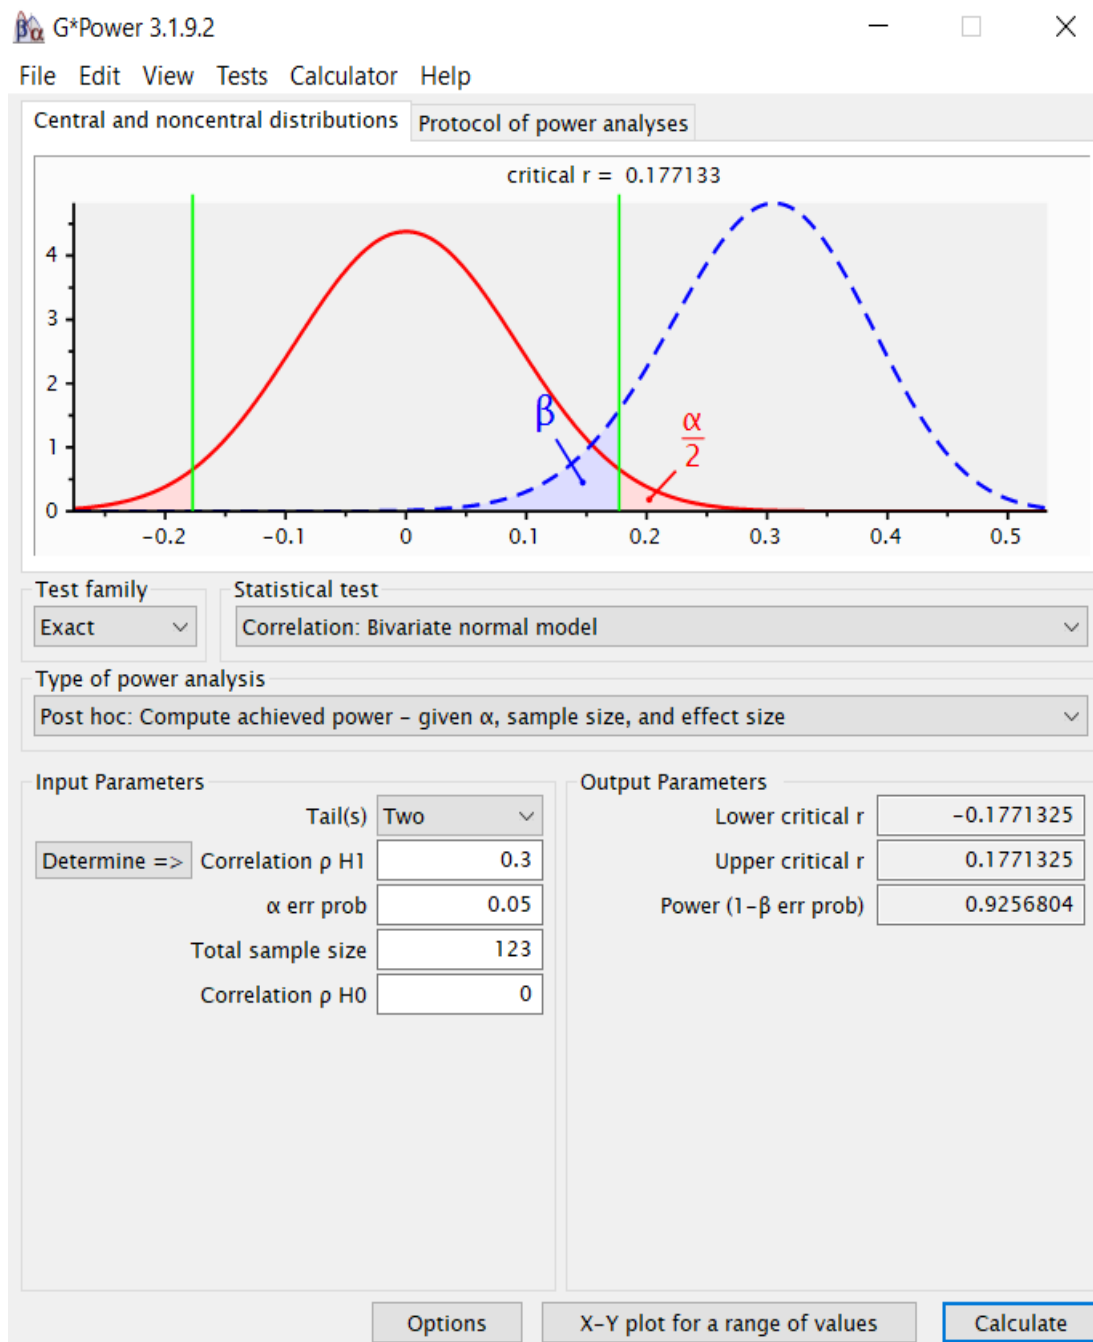 G*Power 3.1.9.2
File Edit View Tests Calculator Help
Central and noncentral distributions Protocol of power analyses
critical r = 0.177133
4
3
2
1
0
β
α
2
-0.2 -0.1 0 0.1 0.2 0.3 0.4 0.5
Test family Statistical test
Exact Correlation: Bivariate normal model
Type of power analysis
Post hoc: Compute achieved power - given α, sample size, and effect size
Input Parameters Output Parameters
Tail(s) Two Lower critical r -0.1771325
Determine => Correlation ρ H1 0.3 Upper critical r 0.1771325
α err prob 0.05 Power (1-β err prob) 0.9256804
Total sample size 123
Correlation ρ H0 0
Options X-Y plot for a range of values Calculate